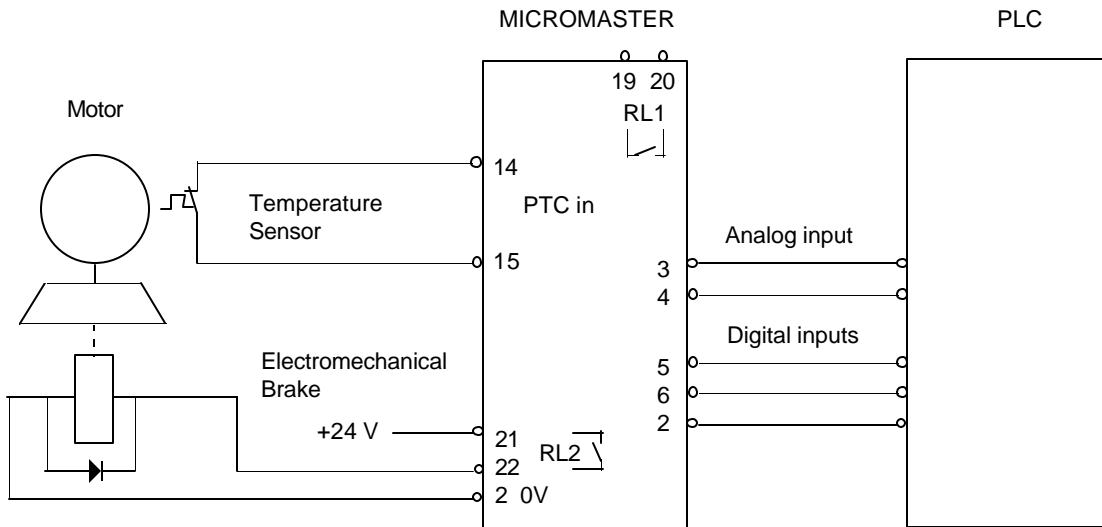 MICROMASTER
PLC
19 20
RL1
Motor
14
PTC in
Temperature
Sensor
15
Analog input
3
4
Digital inputs
5
6
2
Electromechanical
Brake
+24 V
21
RL2
22
2 0V